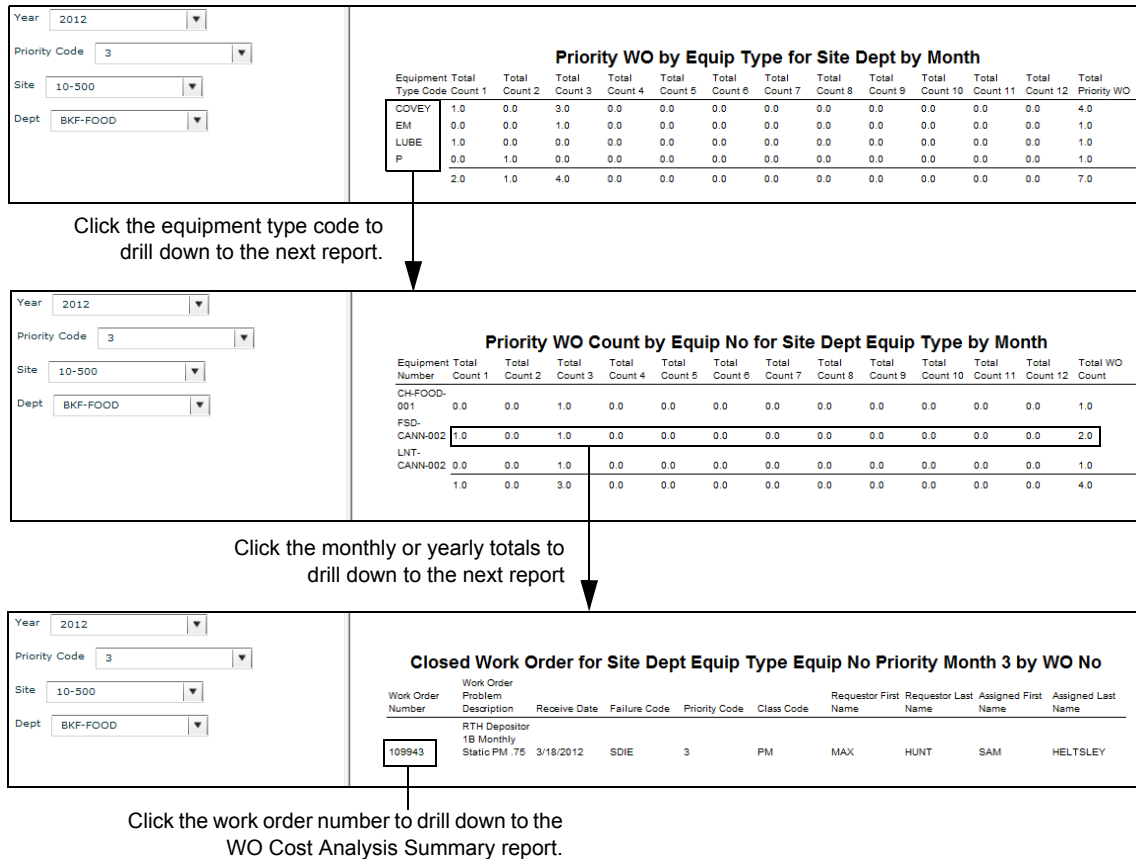 Year 2012
Priority Code 3
Site 10-500
Dept BKF-FOOD
Priority WO by Equip Type for Site Dept by Month
Equipment Total Total Total Total Total Total Total Total Total Total Total Total Total
Type Code Count 1 Count 2 Count 3 Count 4 Count 5 Count 6 Count 7 Count 8 Count 9 Count 10 Count 11 Count 12 Priority WO
COVEY 1.0 0.0 3.0 0.0 0.0 0.0 0.0 0.0 0.0 0.0 0.0 0.0 4.0
EM 0.0 0.0 1.0 0.0 0.0 0.0 0.0 0.0 0.0 0.0 0.0 0.0 1.0
LUBE 1.0 0.0 0.0 0.0 0.0 0.0 0.0 0.0 0.0 0.0 0.0 0.0 1.0
P 0.0 1.0 0.0 0.0 0.0 0.0 0.0 0.0 0.0 0.0 0.0 0.0 1.0
2.0 1.0 4.0 0.0 0.0 0.0 0.0 0.0 0.0 0.0 0.0 0.0 7.0
Click the equipment type code to
drill down to the next report.
Year 2012
Priority Code 3
Site 10-500
Dept BKF-FOOD
Priority WO Count by Equip No for Site Dept Equip Type by Month
Equipment Total Total Total Total Total Total Total Total Total Total Total Total Total WO
Number Count 1 Count 2 Count 3 Count 4 Count 5 Count 6 Count 7 Count 8 Count 9 Count 10 Count 11 Count 12 Count
CH-FOOD-
001 0.0 0.0 1.0 0.0 0.0 0.0 0.0 0.0 0.0 0.0 0.0 0.0 1.0
FSD-
CANN-002 1.0 0.0 1.0 0.0 0.0 0.0 0.0 0.0 0.0 0.0 0.0 0.0 2.0
LNT-
CANN-002 0.0 0.0 1.0 0.0 0.0 0.0 0.0 0.0 0.0 0.0 0.0 0.0 1.0
1.0 0.0 3.0 0.0 0.0 0.0 0.0 0.0 0.0 0.0 0.0 0.0 4.0
Click the monthly or yearly totals to
drill down to the next report
Year 2012
Priority Code 3
Site 10-500
Dept BKF-FOOD
Closed Work Order for Site Dept Equip Type Equip No Priority Month 3 by WO No
Work Order
Work Order Problem Requestor First Requestor Last Assigned First Assigned Last
Number Description Receive Date Failure Code Priority Code Class Code Name Name Name Name
RTH Depositor
1B Monthly
109943 Static PM .75 3/18/2012 SDIE 3 PM MAX HUNT SAM HELTSLEY
Click the work order number to drill down to the
WO Cost Analysis Summary report.